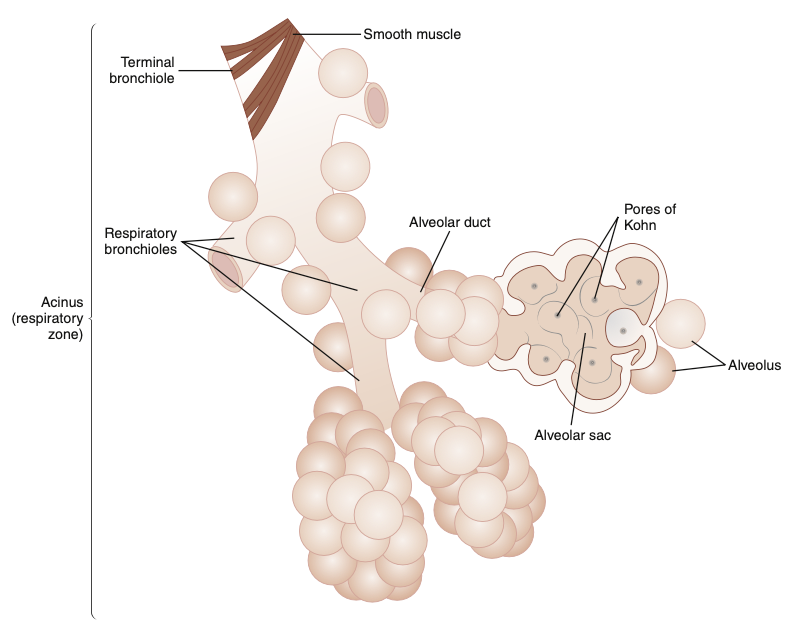 Smooth muscle
Terminal
bronchiole
Pores of
Kohn
Respiratory
bronchioles
Alveolar duct
Acinus
(respiratory
zone)
Alveolus
Alveolar sac